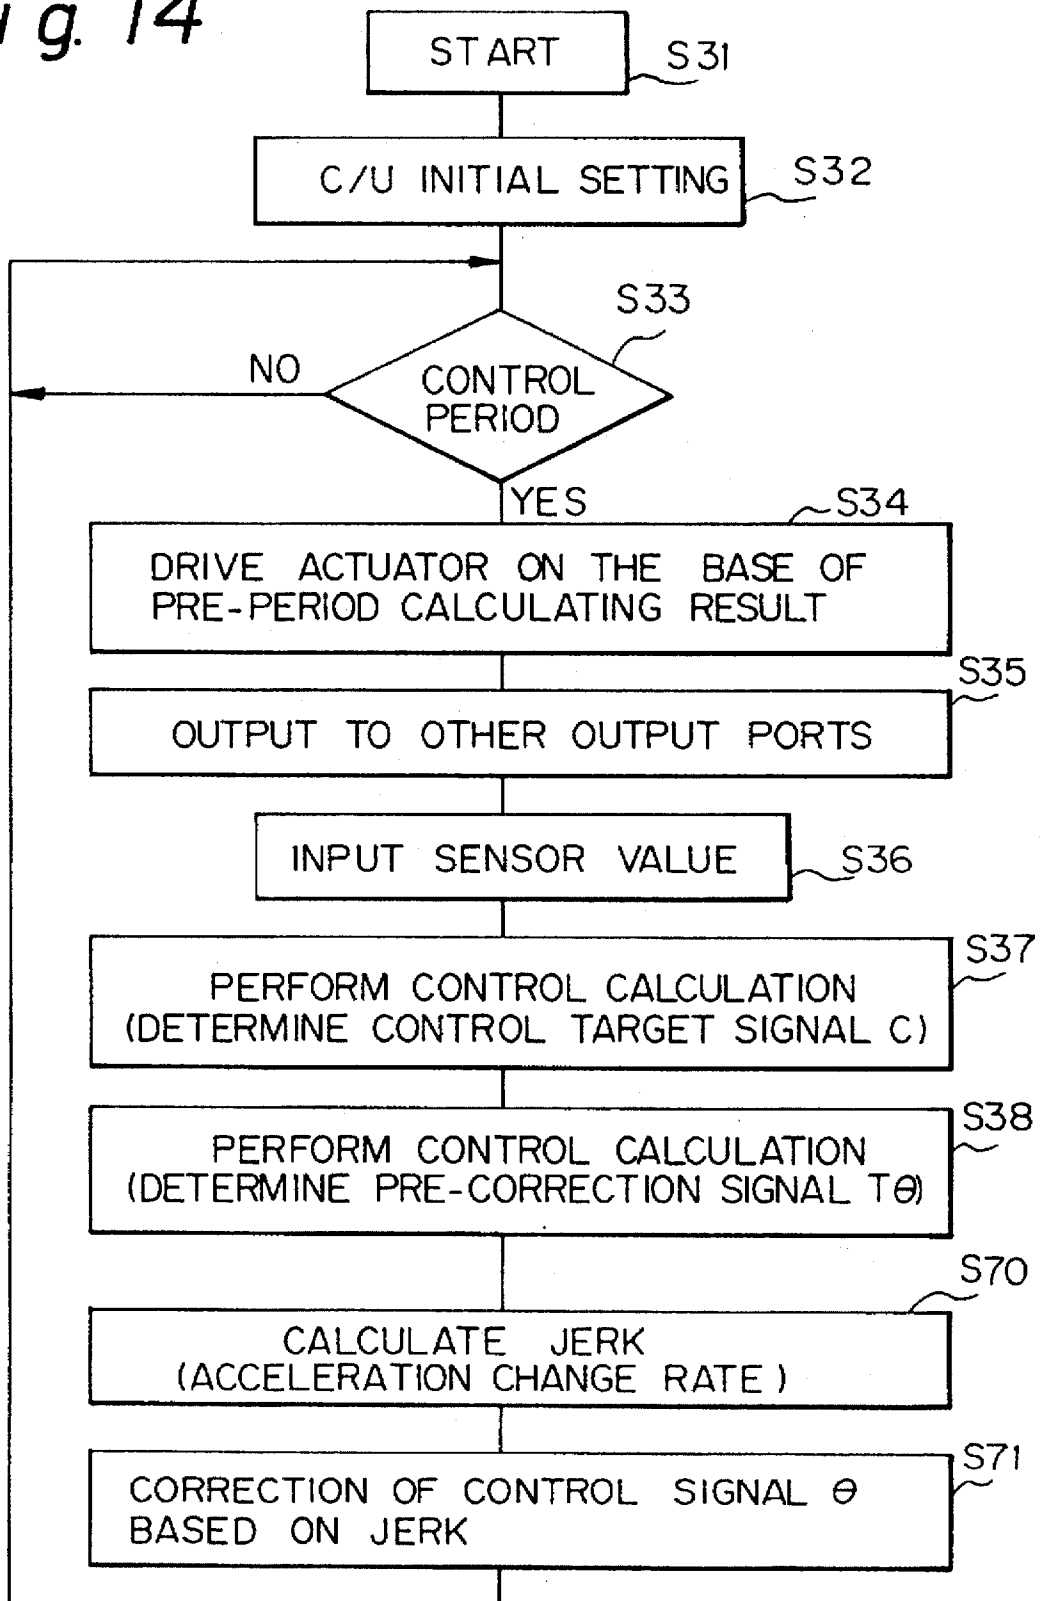 ig. 14
START
S31
C/U INITIAL SETTING
S32
S33
NO
CONTROL
PERIOD
YES
S34
DRIVE ACTUATOR ON THE BASE OF
PRE-PERIOD CALCULATING RESULT
S35
OUTPUT TO OTHER OUTPUT PORTS
INPUT SENSOR VALUE
S36
S37
PERFORM CONTROL CALCULATION
(DETERMINE CONTROL TARGET SIGNAL C)
S38
PERFORM CONTROL CALCULATION
(DETERMINE PRE-CORRECTION SIGNAL Tθ)
S70
CALCULATE JERK
(ACCELERATION CHANGE RATE)
S71
CORRECTION OF CONTROL SIGNAL θ
BASED ON JERK